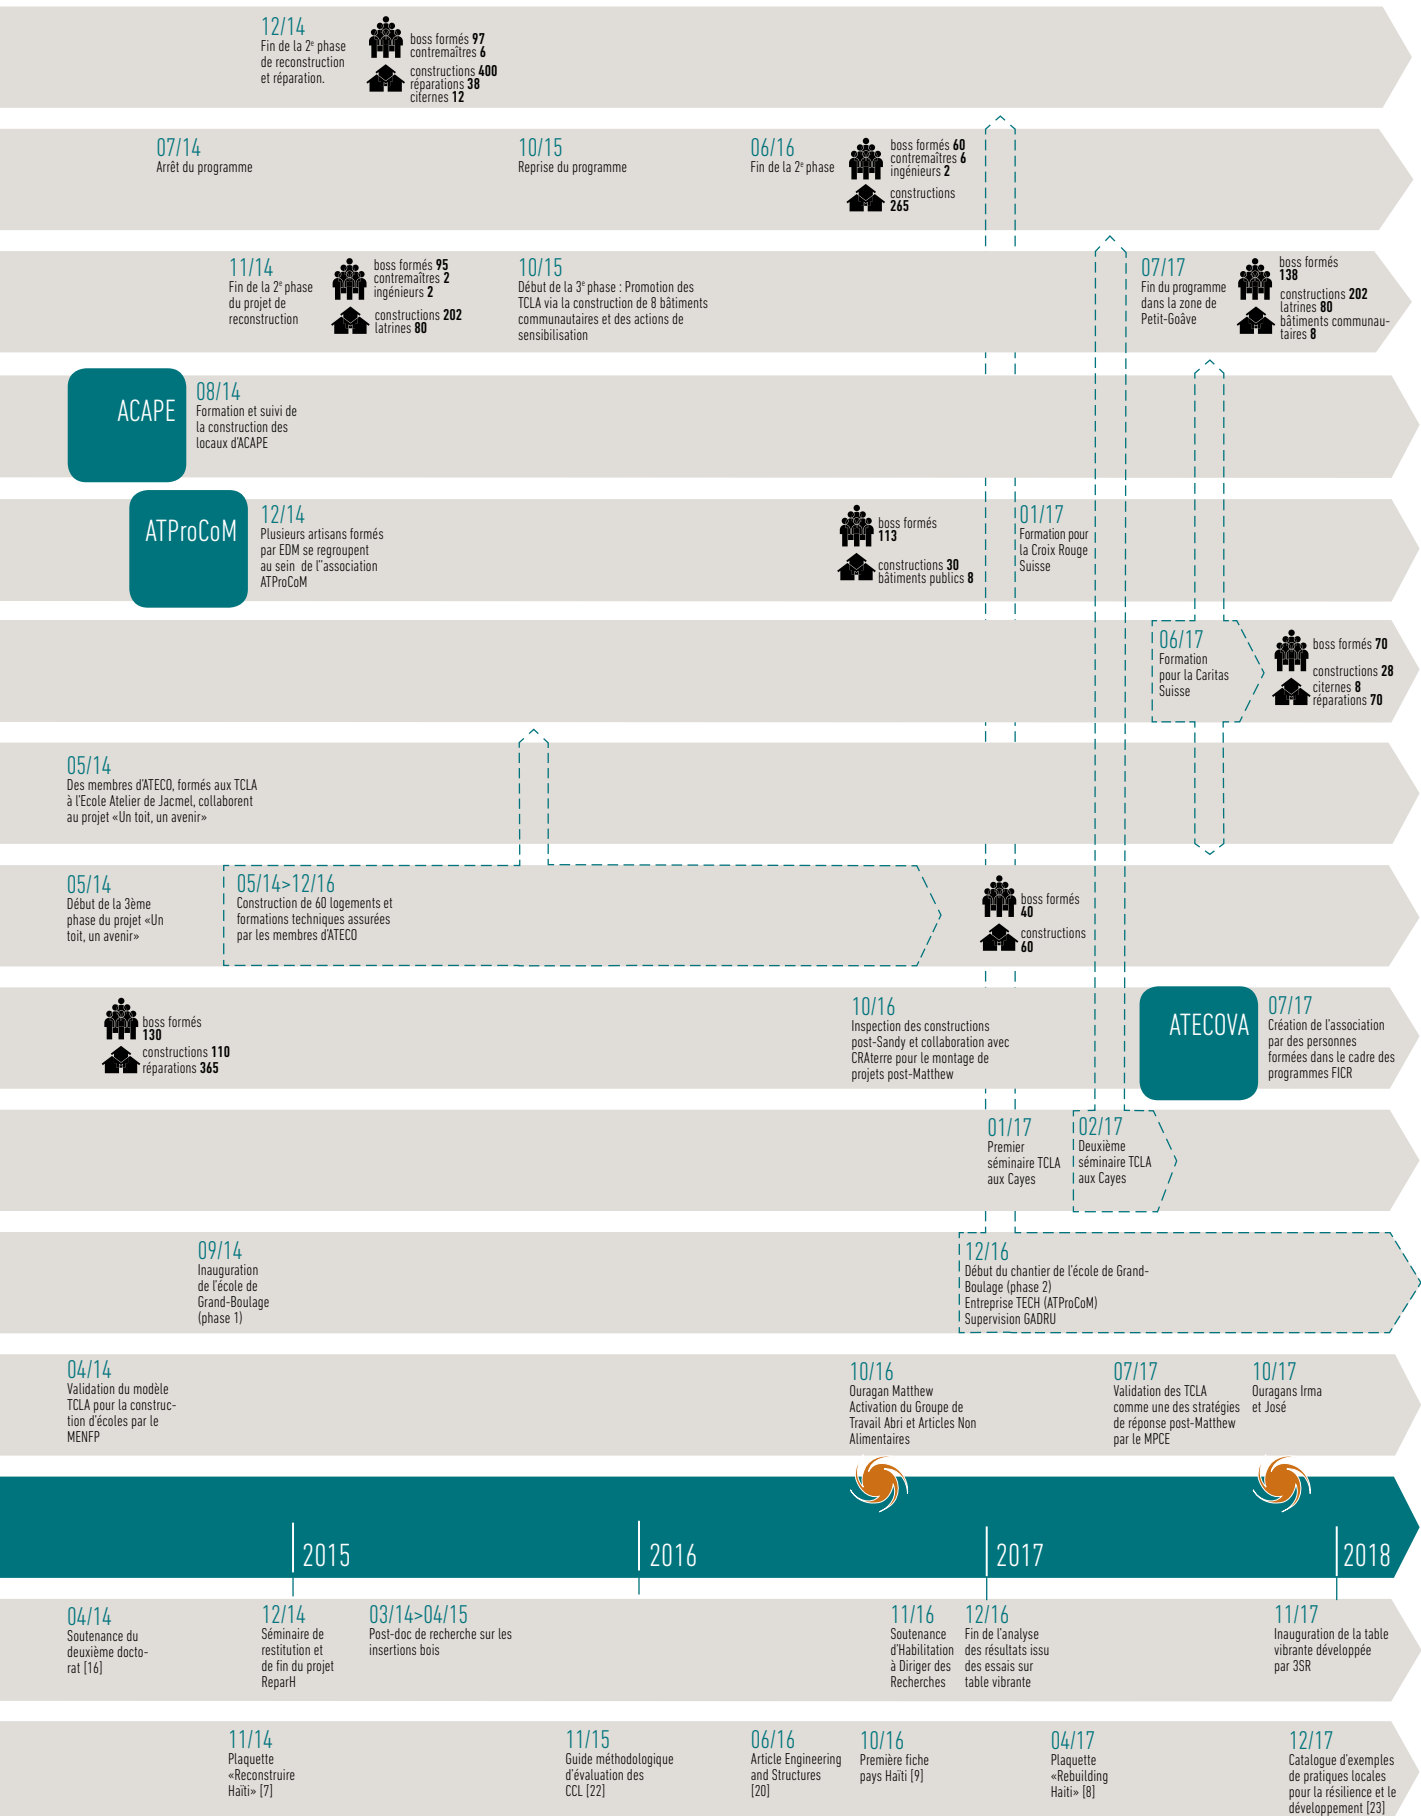 12/14
Fin de la 2e phase
de reconstruction
et réparation.
boss formés 97
contremaîtres 6
constructions 400
réparations 38
citernes 12
07/14
Arrêt du programme
10/15
Reprise du programme
06/16
Fin de la 2e phase
boss formés 60
contremaîtres 6
ingénieurs 2
constructions
265
11/14
Fin de la 2e phase
du projet de
reconstruction
boss formés 95
contremaîtres 2
ingénieurs 2
constructions 202
latrines 80
10/15
Début de la 3e phase : Promotion des
TCLA via la construction de 8 bâtiments
communautaires et des actions de
sensibilisation
07/17
Fin du programme
dans la zone de
Petit-Goâve
boss formés
138
constructions 202
latrines 80
bâtiments communau-
taires 8
ACAPE
08/14
Formation et suivi de
la construction des
locaux d'ACAPE
ATProCoM
12/14
Plusieurs artisans formés
par EDM se regroupent
au sein de l''association
ATProCoM
boss formés
113
constructions 30
bâtiments publics 8
01/17
Formation pour
la Croix Rouge
Suisse
06/17
Formation
pour la Caritas
Suisse
boss formés 70
constructions 28
citernes 8
réparations 70
05/14
Des membres d'ATECO, formés aux TCLA
à l'Ecole Atelier de Jacmel, collaborent
au projet «Un toit, un avenir»
05/14
Début de la 3ème
phase du projet «Un
toit, un avenir»
05/14>12/16
Construction de 60 logements et
formations techniques assurées
par les membres d'ATECO
boss formés
40
constructions
60
boss formés
130
constructions 110
réparations 365
10/16
Inspection des constructions
post-Sandy et collaboration avec
CRAterre pour le montage de
projets post-Matthew
ATECOVA
07/17
Création de l'association
par des personnes
formées dans le cadre des
programmes FICR
01/17
Premier
séminaire TCLA
aux Cayes
02/17
Deuxième
séminaire TCLA
aux Cayes
09/14
Inauguration
de l'école de
Grand-Boulage
(phase 1)
12/16
Début du chantier de l'école de Grand-
Boulage (phase 2)
Entreprise TECH (ATProCoM)
Supervision GADRU
04/14
Validation du modèle
TCLA pour la construc-
tion d'écoles par le
MENFP
10/16
Ouragan Matthew
Activation du Groupe de
Travail Abri et Articles Non
Alimentaires
07/17
Validation des TCLA
comme une des stratégies
de réponse post-Matthew
par le MPCE
10/17
Ouragans Irma
et José
2015
2016
2017
2018
04/14
Soutenance du
deuxième docto-
rat [16]
12/14
Séminaire de
restitution et
de fin du projet
ReparH
03/14>04/15
Post-doc de recherche sur les
insertions bois
11/16
Soutenance
d'Habilitation
à Diriger des
Recherches
12/16
Fin de l'analyse
des résultats issu
des essais sur
table vibrante
11/17
Inauguration de la table
vibrante développée
par 3SR
11/14
Plaquette
«Reconstruire
Haïti» [7]
11/15
Guide méthodologique
d'évaluation des
CCL [22]
06/16
Article Engineering
and Structures
[20]
10/16
Première fiche
pays Haïti [9]
04/17
Plaquette
«Rebuilding
Haiti» [8]
12/17
Catalogue d'exemples
de pratiques locales
pour la résilience et le
développement [23]